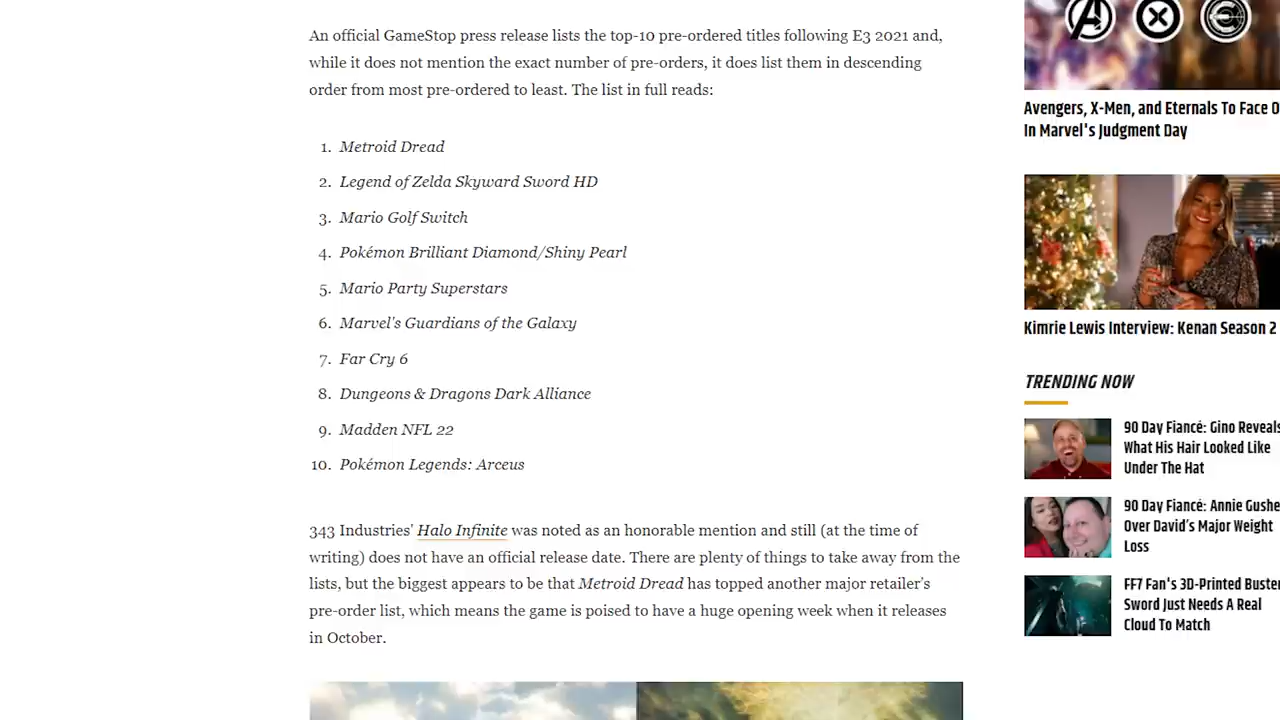 An official GameStop press release lists the top-10 pre-ordered titles following E3 2021 and,
while it does not mention the exact number of pre-orders, it does list them in descending
order from most pre-ordered to least. The list in full reads:
1. Metroid Dread
2. Legend of Zelda Skyward Sword HD
3. Mario Golf Switch
4. Pokémon Brilliant Diamond/Shiny Pearl
5. Mario Party Superstars
6. Marvel's Guardians of the Galaxy
7. Far Cry 6
8. Dungeons & Dragons Dark Alliance
9. Madden NFL 22
10. Pokémon Legends: Arceus
343 Industries' Halo Infinite was noted as an honorable mention and still (at the time of
writing) does not have an official release date. There are plenty of things to take away from the
lists, but the biggest appears to be that Metroid Dread has topped another major retailer's
pre-order list, which means the game is poised to have a huge opening week when it releases
in October.
Avengers, X-Men, and Eternals To Face O
In Marvel's Judgment Day
Kimrie Lewis Interview: Kenan Season 2
TRENDING NOW
90 Day Fiancé: Gino Reveals
What His Hair Looked Like
Under The Hat
90 Day Fiancé: Annie Gushe
Over David's Major Weight
Loss
FF7 Fan's 3D-Printed Buster
Sword Just Needs A Real
Cloud To Match